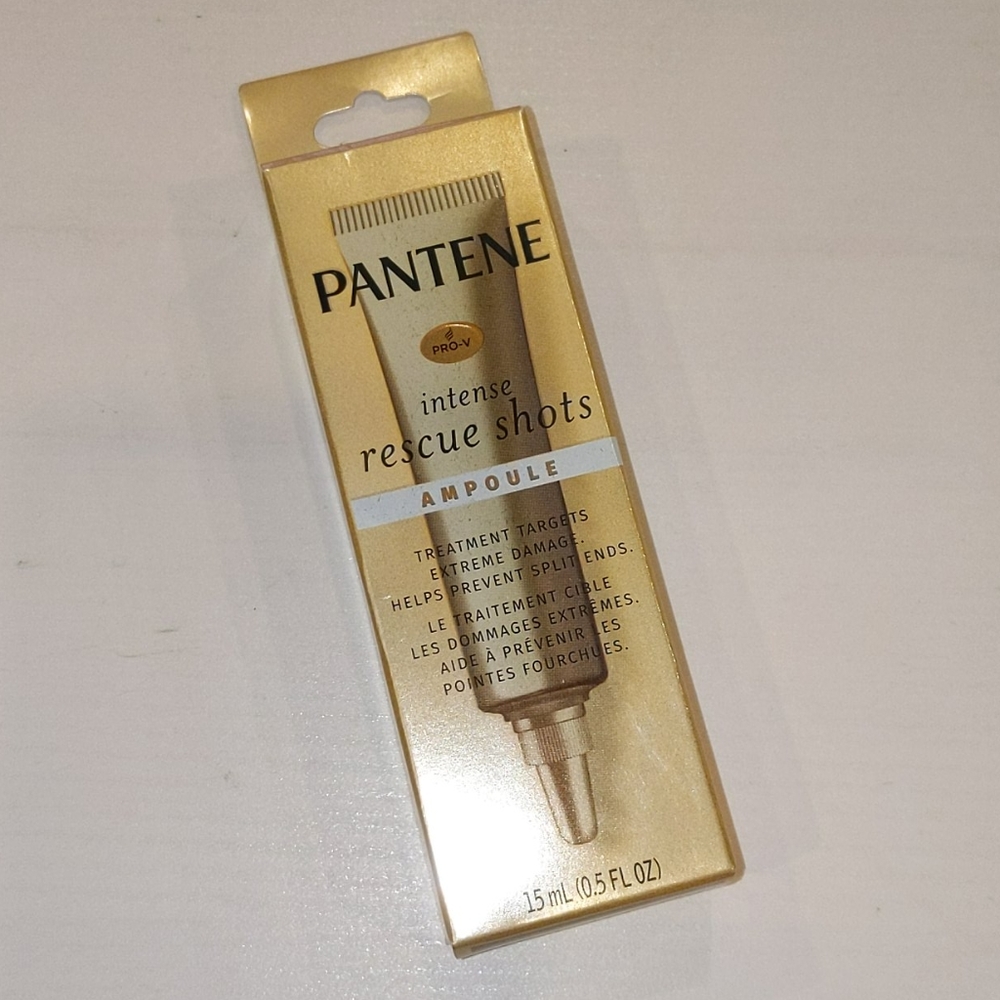 PANTENE
PRO-V
intense
rescue shots
AMPOULE
TREATMENT TARGETS
EXTREME DAMAGE.
HELPS PREVENT SPLIT ENDS.
LE TRAITEMENT CIBLE
LES DOMMAGES EXTRÊMES.
AIDE À PRÉVENIR LES
POINTES FOURCHUES.
15 mL (0.5 FL OZ)